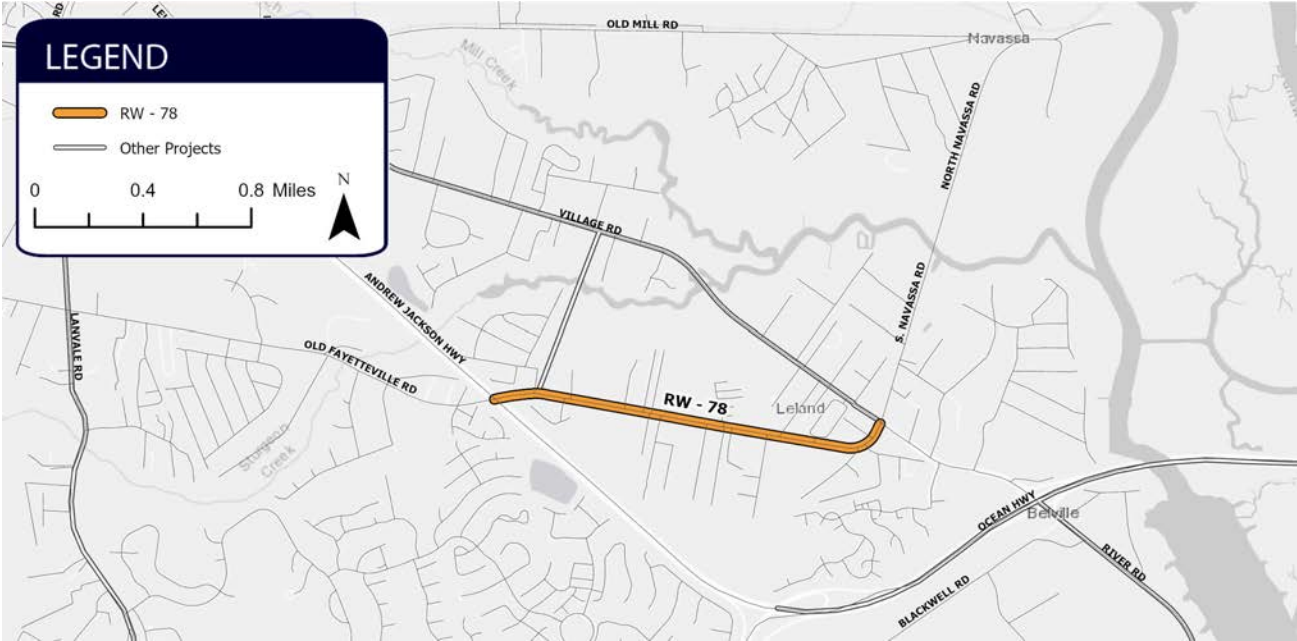 RD
OLD MILL RD
Navassa
LEGEND
Mill Creek
RW - 78
Other Projects
0 0.4 0.8 Miles
N
NORTH NAVASSA RD
VILLAGE RD
ANDREW JACKSON HWY
S. NAVASSA RD
LANVALE RD
OLD FAYETTEVILLE RD
RW - 78
Leland
Sturgeon
Creek
OCEAN HWY
Belville
RIVER RD
BLACKWELL RD